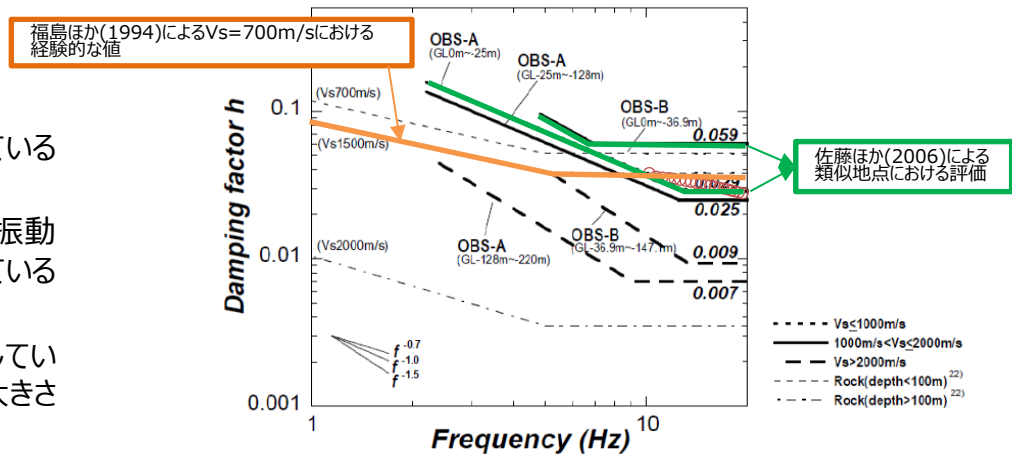 福島ほか(1994)によるVs=700m/sにおける
経験的な値
ている
振動
ている
してい
大きさ
Damping factor h
0.1
0.01
0.001
(Vs700m/s)
(Vs1500m/s)
(Vs2000m/s)
OBS-A
(GL0m~-25m)
OBS-A
(GL-25m~-128m)
OBS-B
(GL0m~-36.9m)
OBS-B
(GL-36.9m~-147.1m)
OBS-A
(GL-128m~-220m)
0.059
0.025
0.009
0.007
f -0.7
f -1.0
f -1.5
1
10
Frequency (Hz)
佐藤ほか(2006)による
類似地点における評価
Vs≤1000m/s
1000m/s<Vs≤2000m/s
Vs>2000m/s
Rock(depth<100m) 22)
Rock(depth>100m) 22)